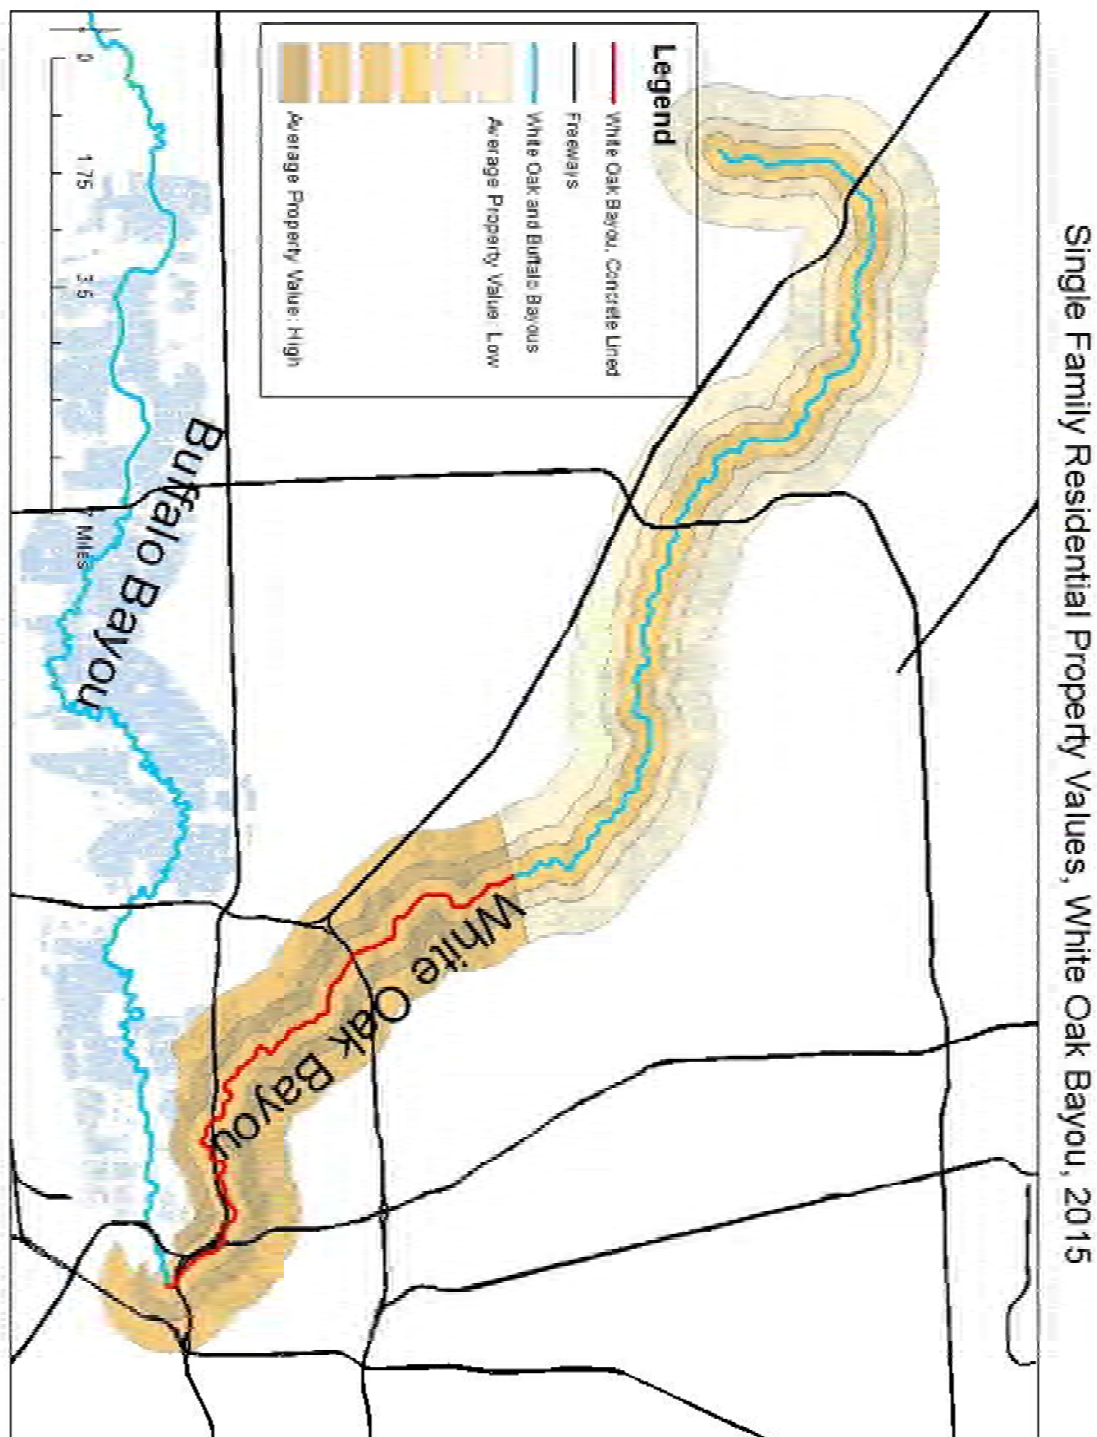 Single Family Residential Property Values, White Oak Bayou, 2015
Legend
White Oak Bayou, Concrete Lined
Freeways
White Oak and Buffalo Bayous
Average Property Value: Low
Average Property Value: High
White Oak Bayou
Buffalo Bayou
0 1.75 3.5 7 Miles